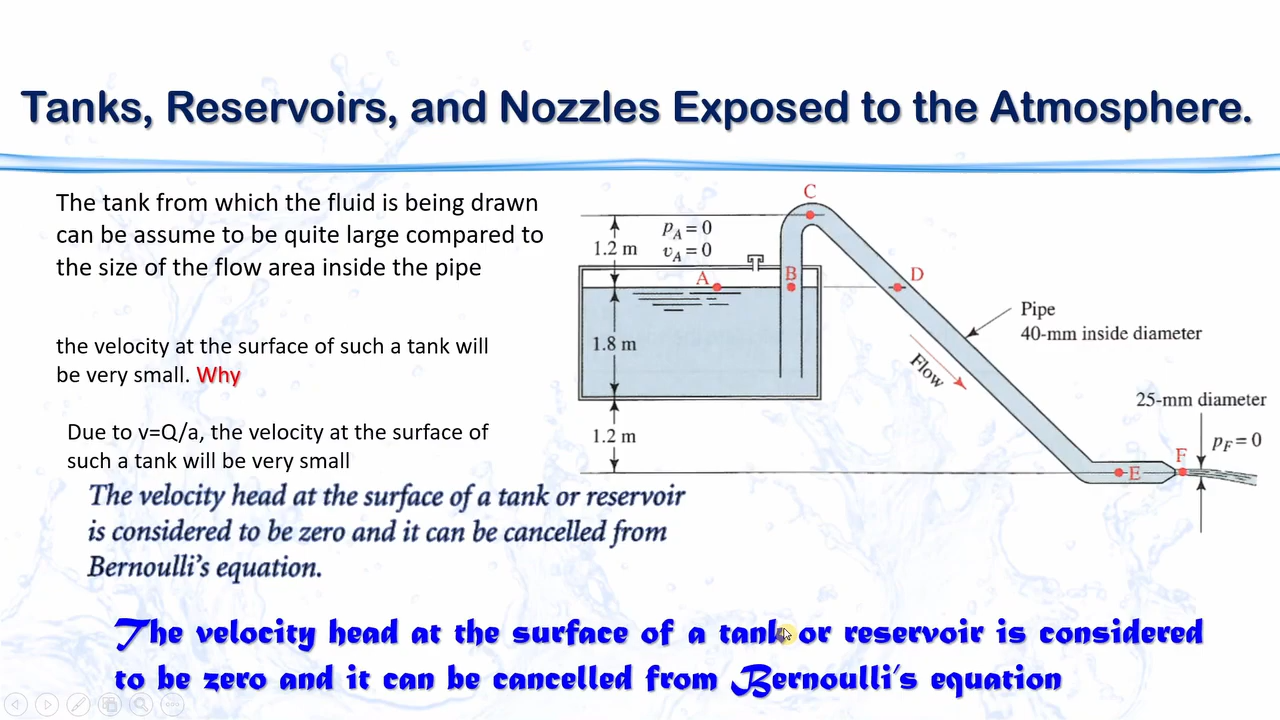 Tanks, Reservoirs, and Nozzles Exposed to the Atmosphere.
The tank from which the fluid is being drawn
can be assume to be quite large compared to
the size of the flow area inside the pipe
the velocity at the surface of such a tank will
be very small. Why
Due to v=Q/a, the velocity at the surface of
such a tank will be very small
The velocity head at the surface of a tank or reservoir
is considered to be zero and it can be cancelled from
Bernoulli's equation.
C
1.2 m
pA = 0
vA = 0
A
B
D
1.8 m
Pipe
40-mm inside diameter
Flow
25-mm diameter
1.2 m
pF = 0
F
E
The velocity head at the surface of a tank or reservoir is considered
to be zero and it can be cancelled from Bernoulli's equation